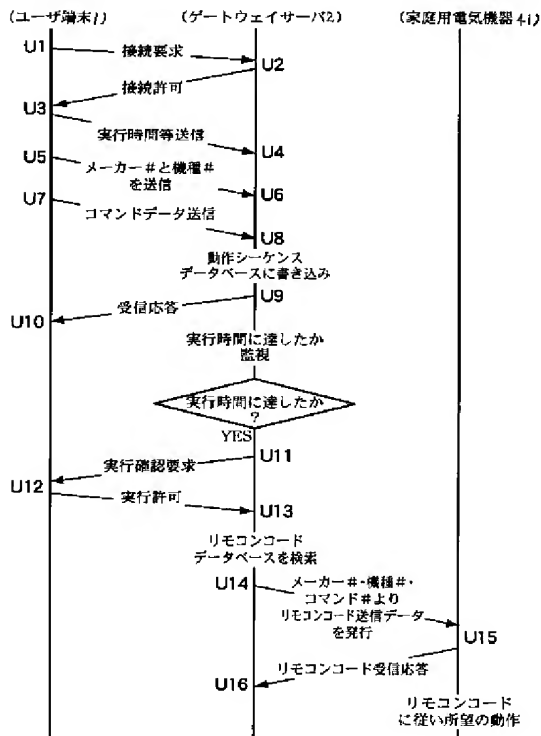 (ユーザ端末1)
(ゲートウェイサーバ2)
(家庭用電気機器4i)
U1
接続要求
U2
接続許可
U3
実行時間等送信
U4
U5
メーカー#と機種#
を送信
U6
U7
コマンドデータ送信
U8
動作シーケンス
データベースに書き込み
U9
受信応答
U10
実行時間に達したか
監視
実行時間に達したか
?
YES
U11
実行確認要求
U12
実行許可
U13
リモコンコード
データベースを検索
U14
メーカー#・機種#・
コマンド#より
リモコンコード送信データ
を発行
U15
リモコンコード受信応答
U16
リモコンコード
に従い所望の動作